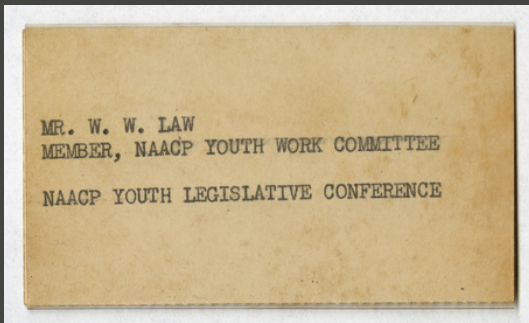 MR. W. W. LAW
MEMBER, NAACP YOUTH WORK COMMITTEE
NAACP YOUTH LEGISLATIVE CONFERENCE